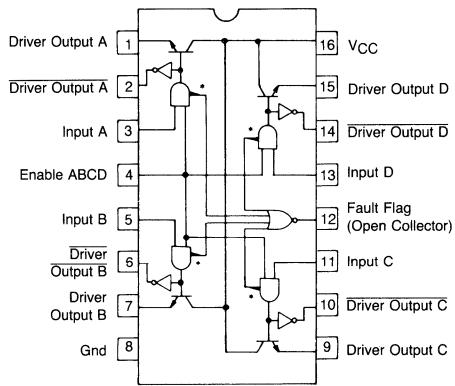 Driver Output A
1
16
VCC
Driver Output A
2
15
Driver Output D
*
Input A
3
14
Driver Output D
*
Enable ABCD
4
13
Input D
Input B
5
12
Fault Flag
(Open Collector)
Driver
Output B
6
11
Input C
*
*
Driver
Output B
7
10
Driver Output C
Gnd
8
9
Driver Output C